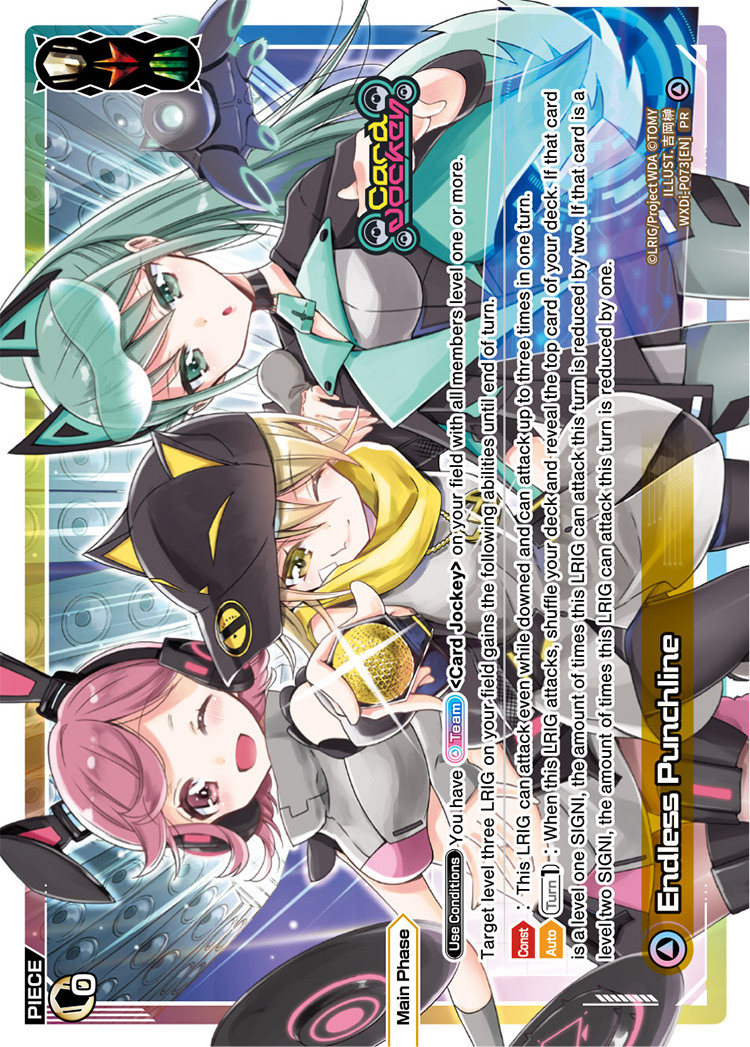 PIECE
0
Card
Jockey
Main Phase
Use Conditions You have Team <Card Jockey> on your field with all members level one or more.
Target level three LRIG on your field gains the following abilities until end of turn.
Const : This LRIG can attack even while downed and can attack up to three times in one turn.
Auto Turn 1 : When this LRIG attacks, shuffle your deck and reveal the top card of your deck. If that card
is a level one SIGNI, the amount of times this LRIG can attack this turn is reduced by two. If that card is a
level two SIGNI, the amount of times this LRIG can attack this turn is reduced by one.
Endless Punchline
©LRIG/Project WDA ©TOMY
ILLUST. 吉岡榊
WXDi-P073[EN] PR